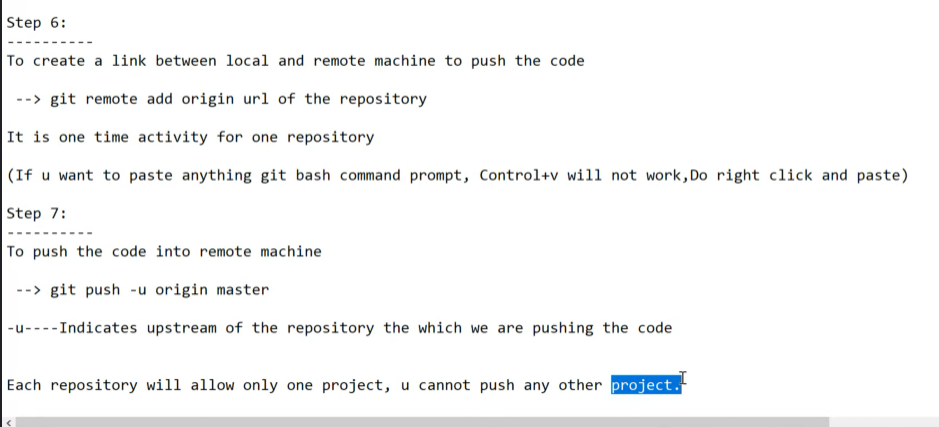 Step 6:
----------
To create a link between local and remote machine to push the code
--> git remote add origin url of the repository
It is one time activity for one repository
(If u want to paste anything git bash command prompt, Control+v will not work,Do right click and paste)
Step 7:
----------
To push the code into remote machine
--> git push -u origin master
-u----Indicates upstream of the repository the which we are pushing the code
Each repository will allow only one project, u cannot push any other project.